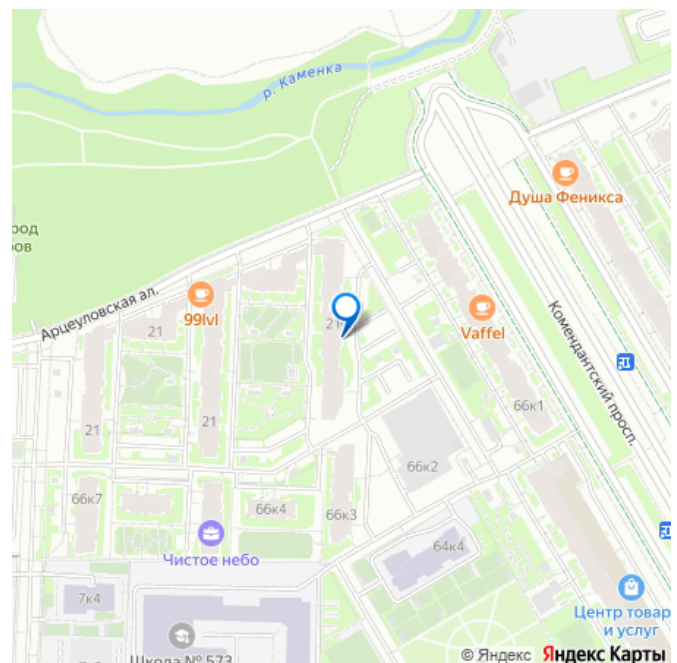 р. Каменка
Душа Феникса
род
ов
Арцеуловская ал.
99lvl
21
21
Vaffel
Комендантский просп.
21
21
66к1
66к2
66к7
66к4
66к3
Чистое небо
64к4
7к4
Центр товар
и услуг
Школа № 573
© Яндекс Яндекс Карты